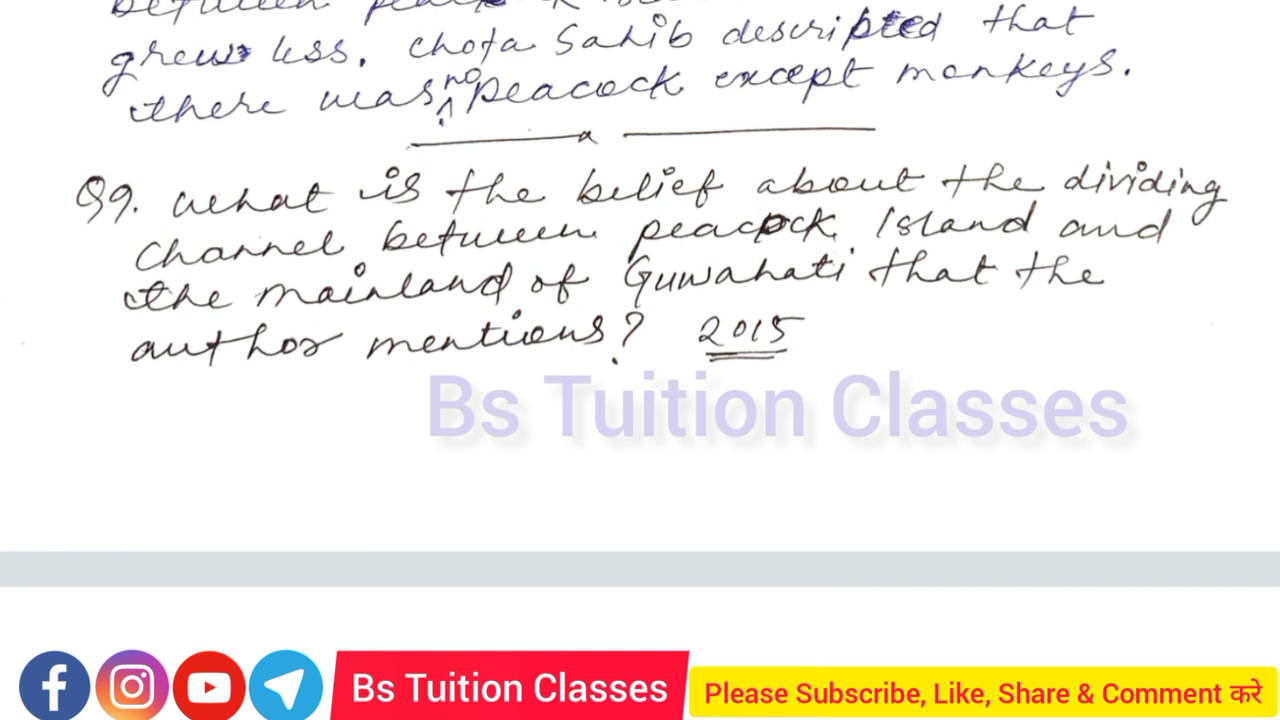 between
grew less. Chota Sahib descripted that
there was no peacock except monkeys.
Q9. What is the belief about the dividing
Channel between peacock Island and
the mainland of Guwahati that the
author mentions? 2015
Bs Tuition Classes
Bs Tuition Classes
Please Subscribe, Like, Share & Comment करे